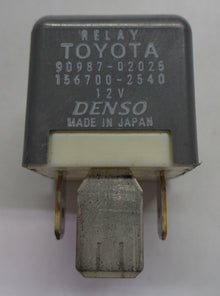 RELAY
TOYOTA
90987-02025
156700-2540
12V
DENSO
MADE IN JAPAN